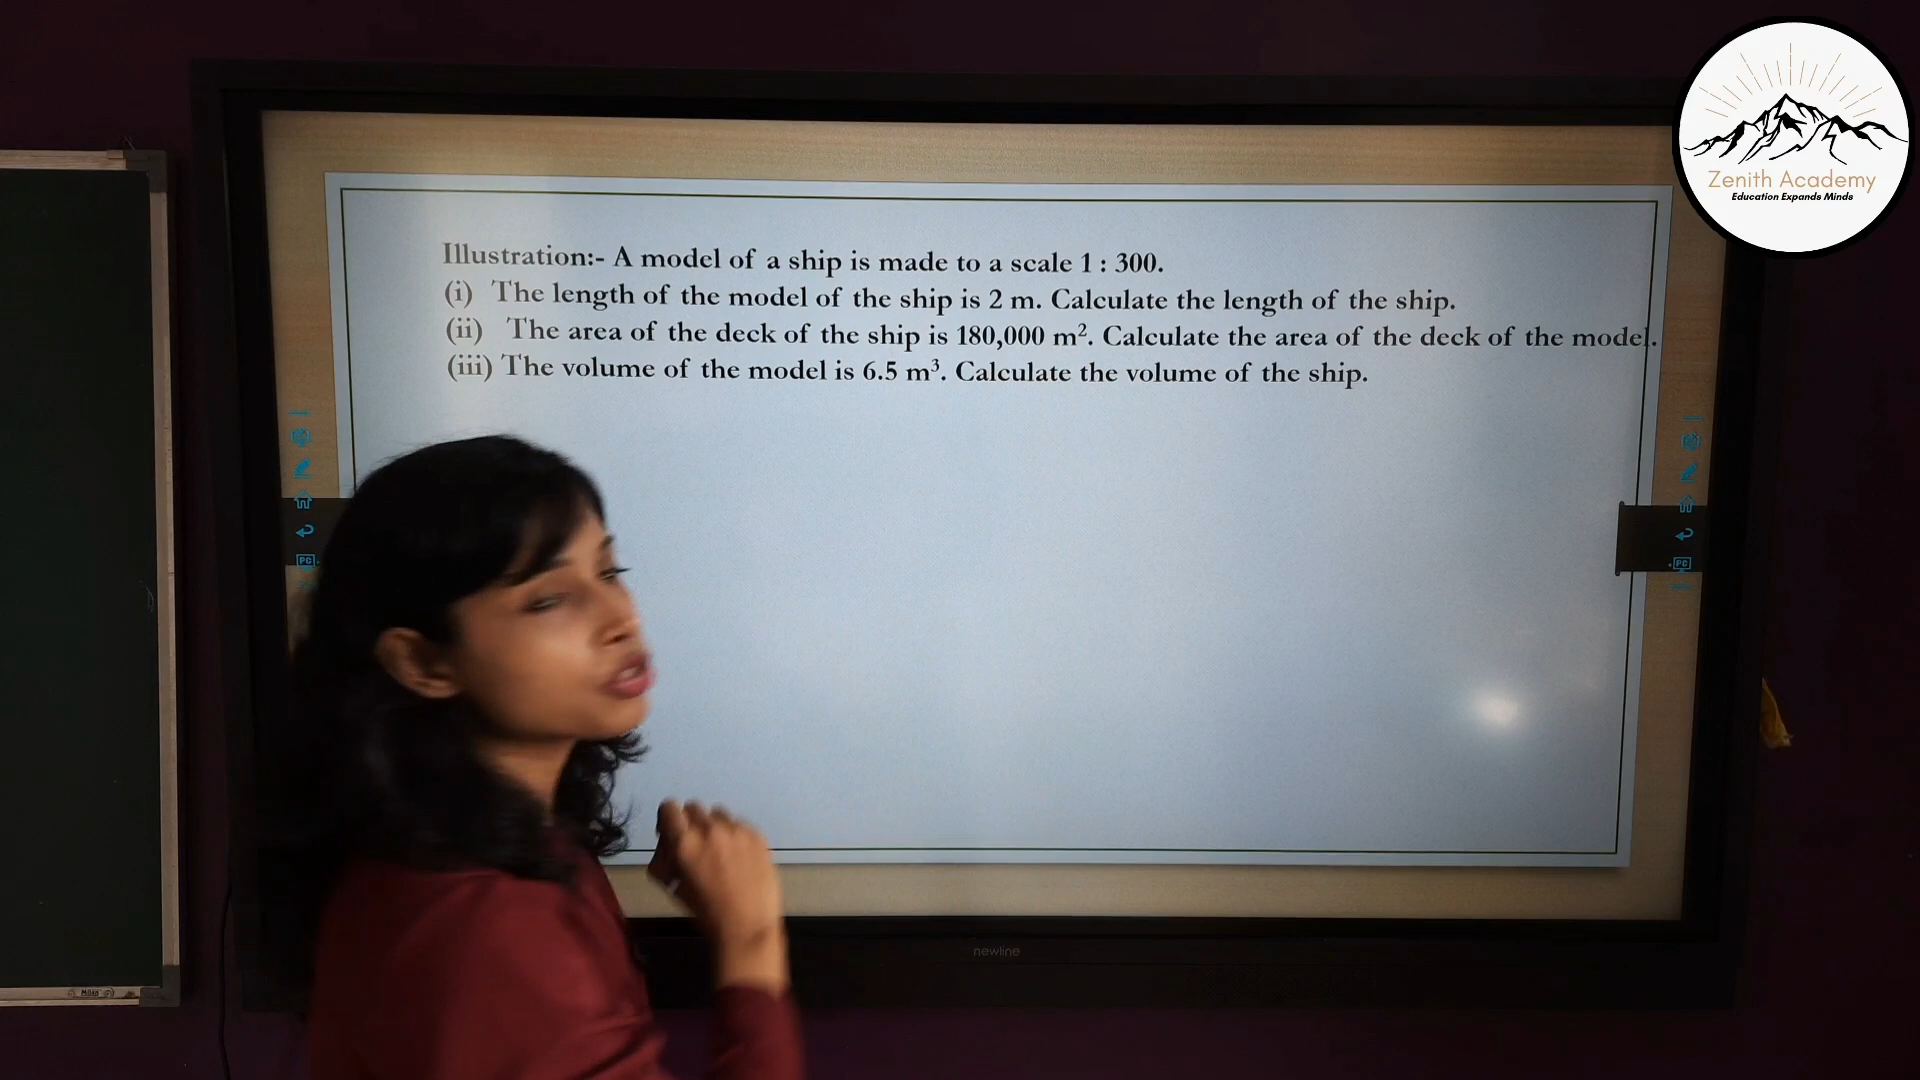 Zenith Academy
Education Expands Minds
Illustration:- A model of a ship is made to a scale 1 : 300.
(i) The length of the model of the ship is 2 m. Calculate the length of the ship.
(ii) The area of the deck of the ship is 180,000 m². Calculate the area of the deck of the model.
(iii) The volume of the model is 6.5 m³. Calculate the volume of the ship.
PC
PC
newline
Milan